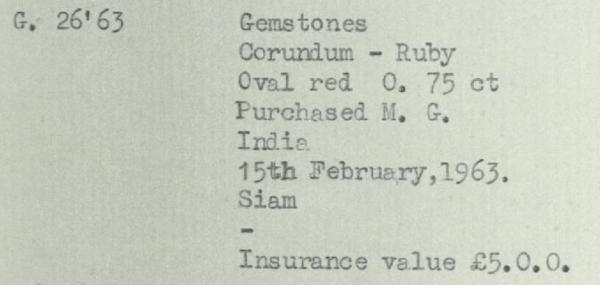 G. 26'63 Gemstones
Corundum - Ruby
Oval red 0. 75 ct
Purchased M. G.
India
15th February,1963.
Siam
-
Insurance value £5.0.0.